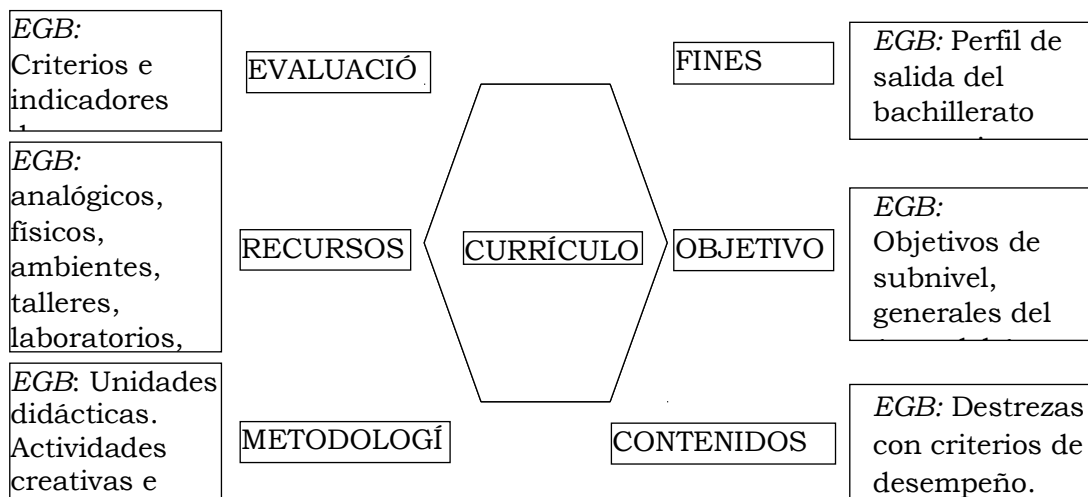 EGB:
Criterios e
indicadores
EVALUACIÓ
FINES
EGB: Perfil de
salida del
bachillerato
EGB:
analógicos,
físicos,
ambientes,
talleres,
laboratorios,
RECURSOS
CURRÍCULO
OBJETIVO
EGB:
Objetivos de
subnivel,
generales del
EGB: Unidades
didácticas.
Actividades
creativas e
METODOLOGÍ
CONTENIDOS
EGB: Destrezas
con criterios de
desempeño.